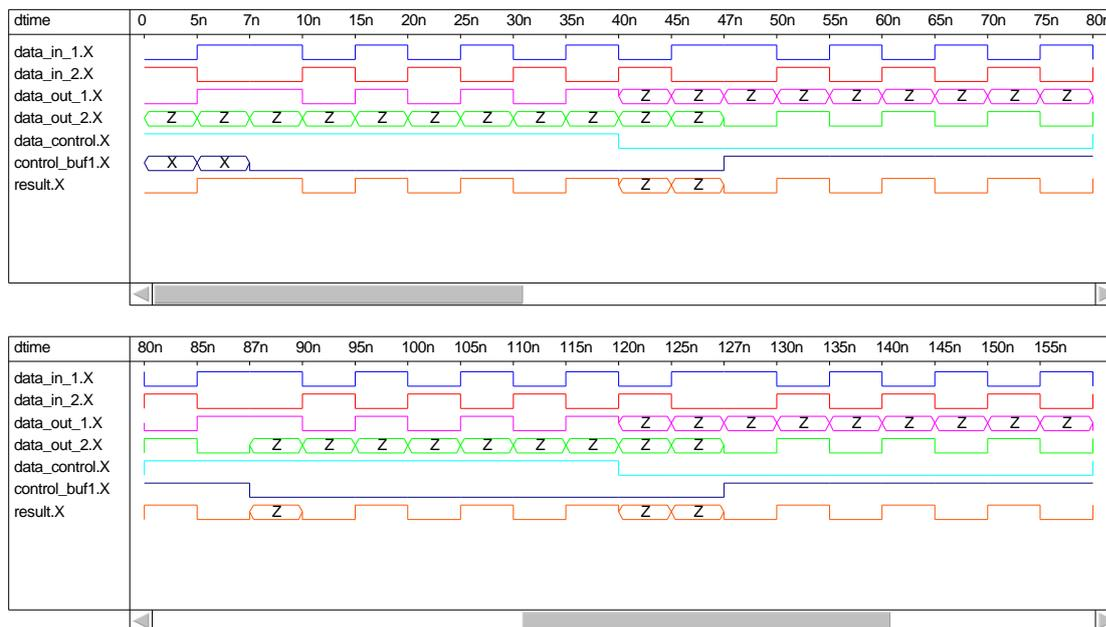 dtime 0 5n 7n 10n 15n 20n 25n 30n 35n 40n 45n 47n 50n 55n 60n 65n 70n 75n 80n
data_in_1.X
data_in_2.X
data_out_1.X Z Z Z Z Z Z Z Z Z
data_out_2.X Z Z Z Z Z Z Z Z Z Z Z
data_control.X
control_buf1.X X X
result.X Z Z
dtime 80n 85n 87n 90n 95n 100n 105n 110n 115n 120n 125n 127n 130n 135n 140n 145n 150n 155n
data_in_1.X
data_in_2.X
data_out_1.X Z Z Z Z Z Z Z Z Z
data_out_2.X Z Z Z Z Z Z Z Z Z
data_control.X
control_buf1.X
result.X Z Z Z